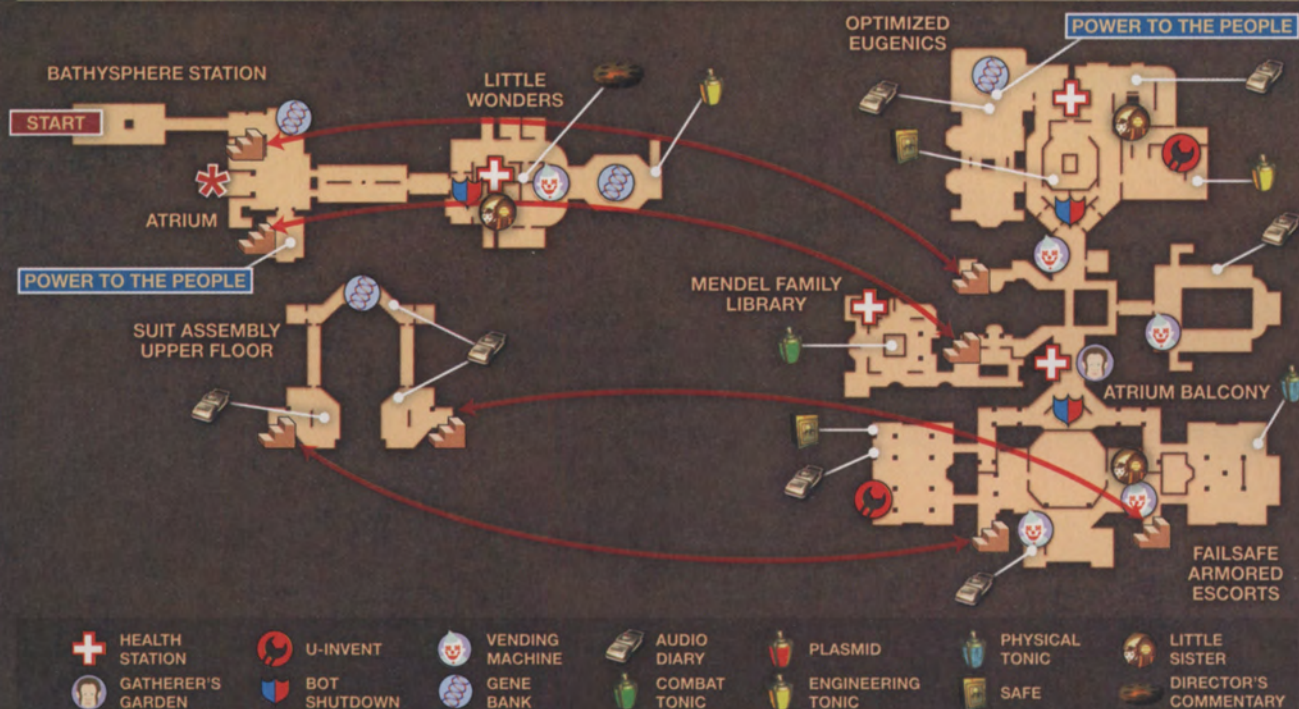 OPTIMIZED
EUGENICS
POWER TO THE PEOPLE
BATHYSPHERE STATION
LITTLE
WONDERS
START
ATRIUM
POWER TO THE PEOPLE
MENDEL FAMILY
LIBRARY
SUIT ASSEMBLY
UPPER FLOOR
ATRIUM BALCONY
FAILSAFE
ARMORED
ESCORTS
HEALTH
STATION
U-INVENT
VENDING
MACHINE
AUDIO
DIARY
PLASMID
PHYSICAL
TONIC
LITTLE
SISTER
GATHERER'S
GARDEN
BOT
SHUTDOWN
GENE
BANK
COMBAT
TONIC
ENGINEERING
TONIC
SAFE
DIRECTOR'S
COMMENTARY